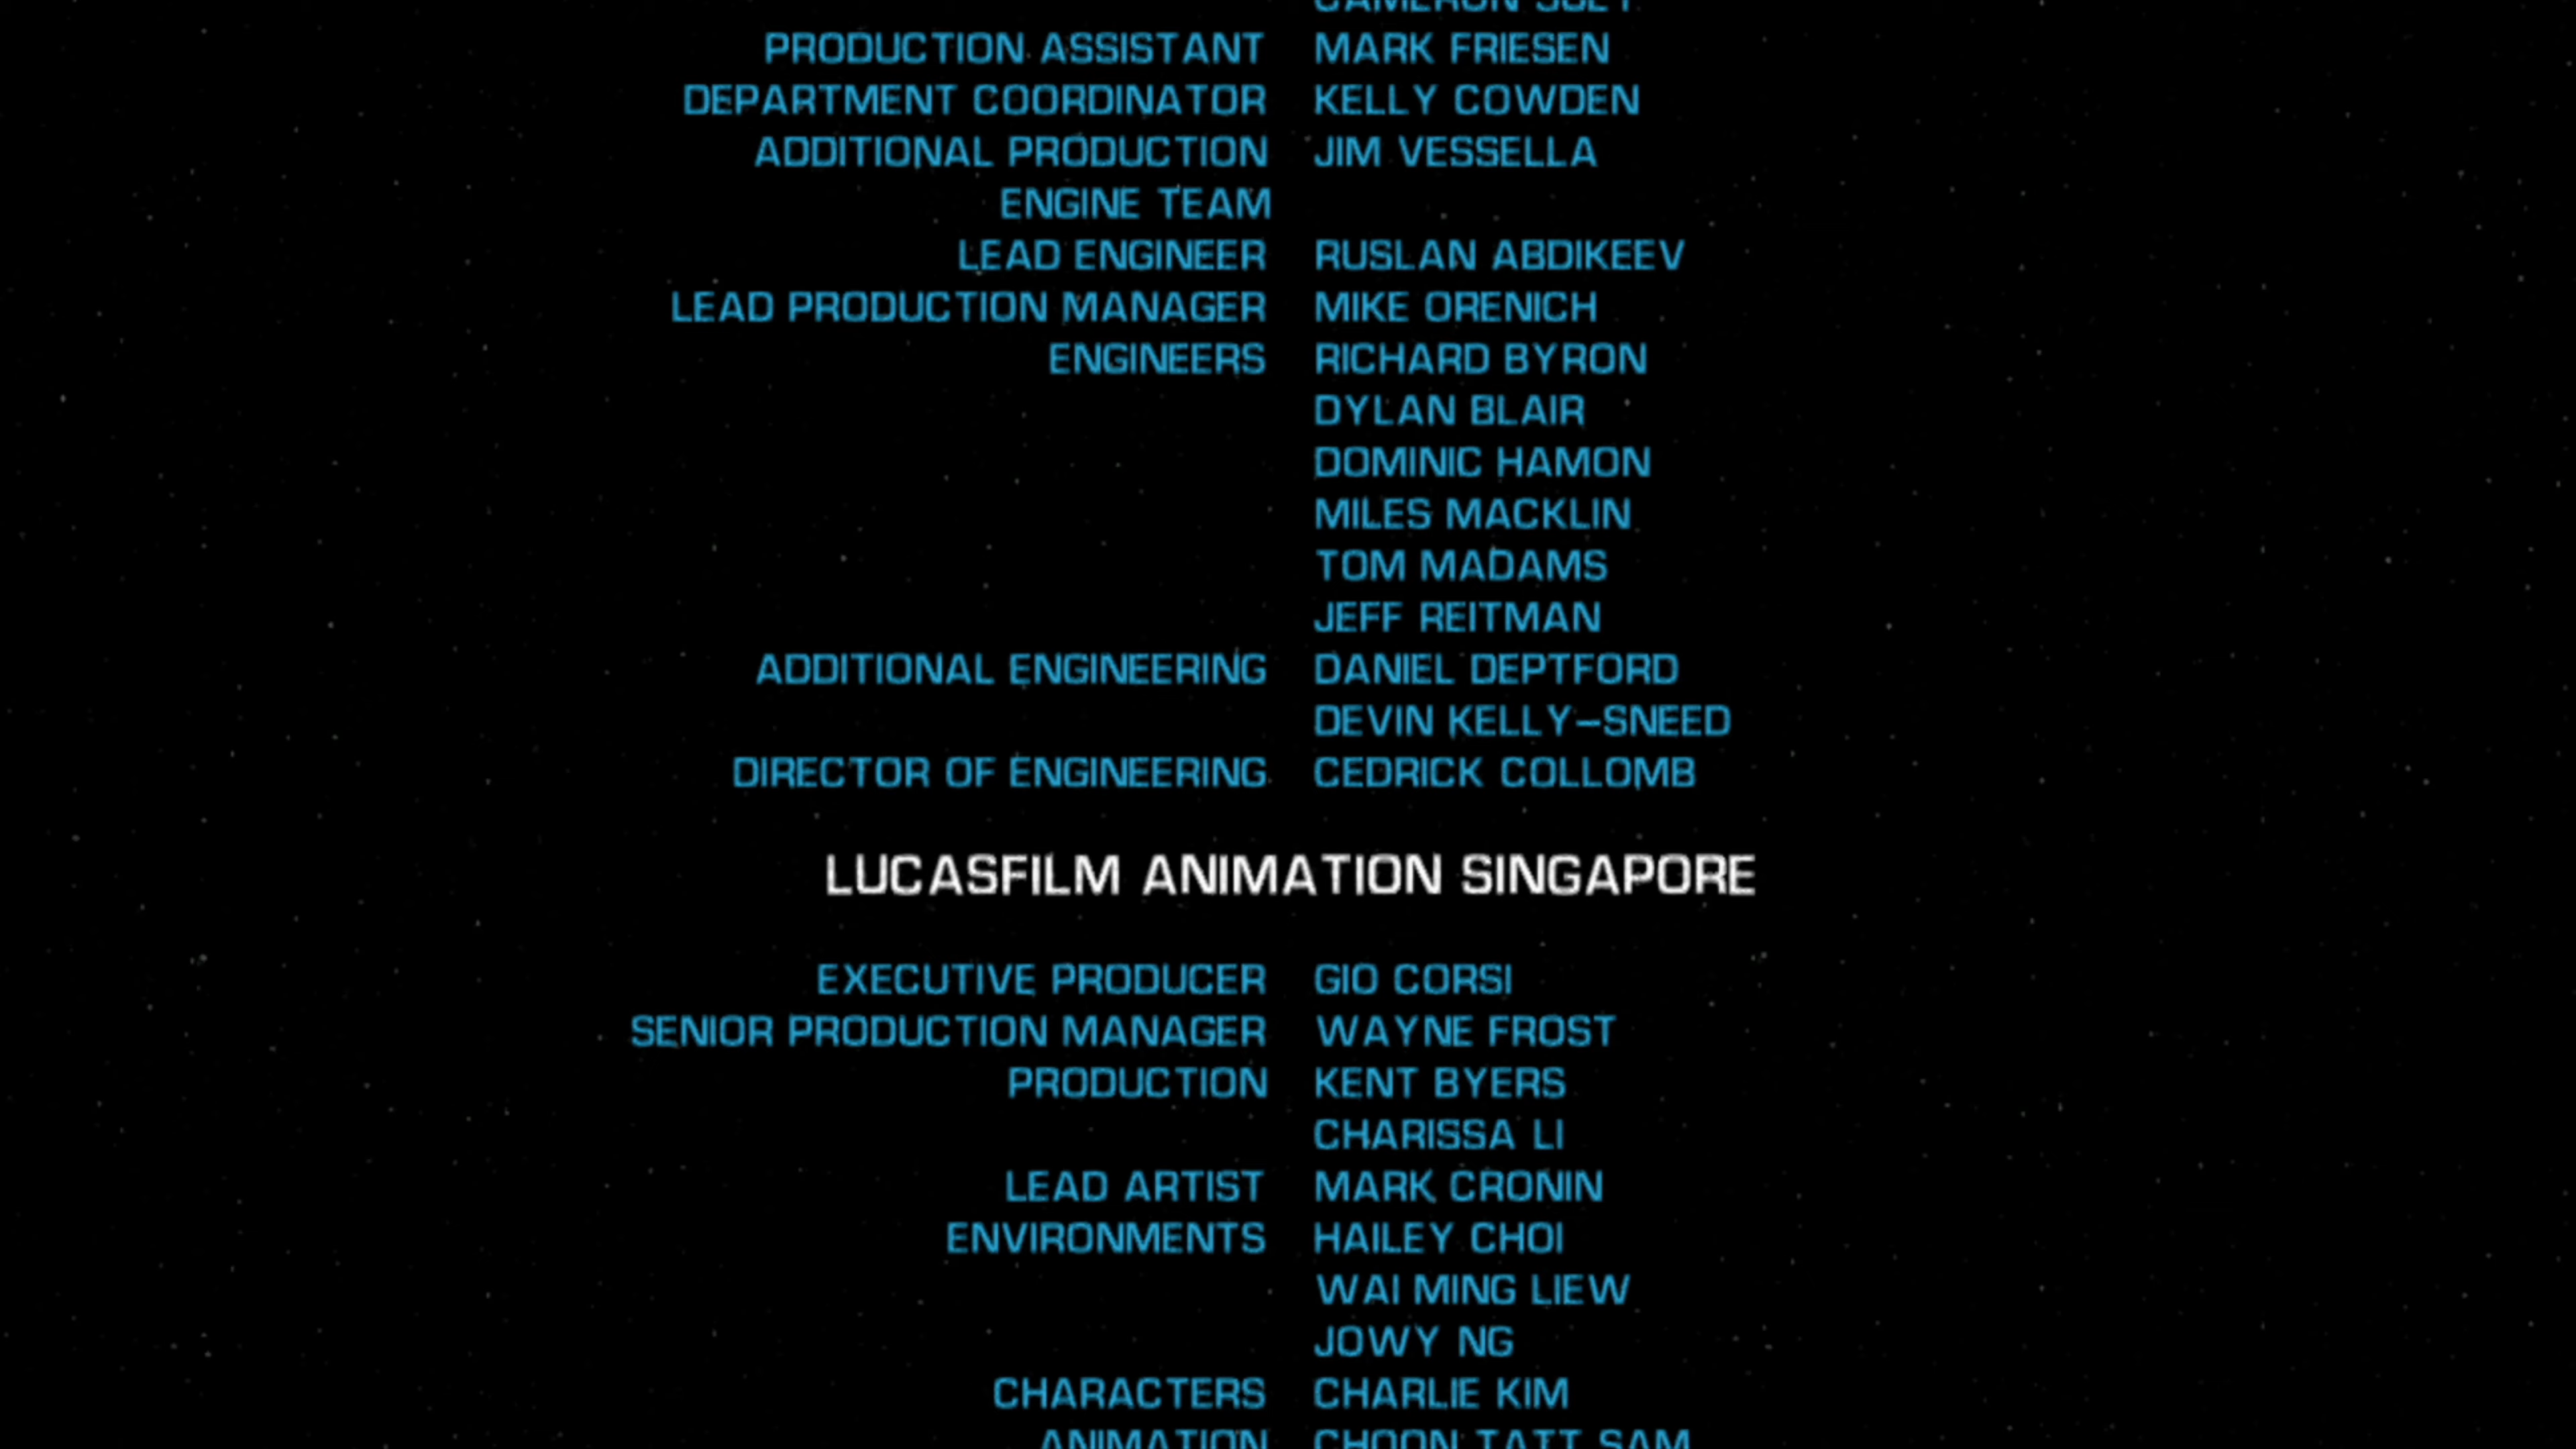 PRODUCTION ASSISTANT MARK FRIESEN
DEPARTMENT COORDINATOR KELLY COWDEN
ADDITIONAL PRODUCTION JIM VESSELLA
ENGINE TEAM
LEAD ENGINEER RUSLAN ABDIKEEV
LEAD PRODUCTION MANAGER MIKE ORENICH
ENGINEERS RICHARD BYRON
DYLAN BLAIR
DOMINIC HAMON
MILES MACKLIN
TOM MADAMS
JEFF REITMAN
ADDITIONAL ENGINEERING DANIEL DEPTFORD
DEVIN KELLY–SNEED
DIRECTOR OF ENGINEERING CEDRICK COLLOMB
LUCASFILM ANIMATION SINGAPORE
EXECUTIVE PRODUCER GIO CORSI
SENIOR PRODUCTION MANAGER WAYNE FROST
PRODUCTION KENT BYERS
CHARISSA LI
LEAD ARTIST MARK CRONIN
ENVIRONMENTS HAILEY CHOI
WAI MING LIEW
JOWY NG
CHARACTERS CHARLIE KIM
ANIMATION CHOON TATT SAM